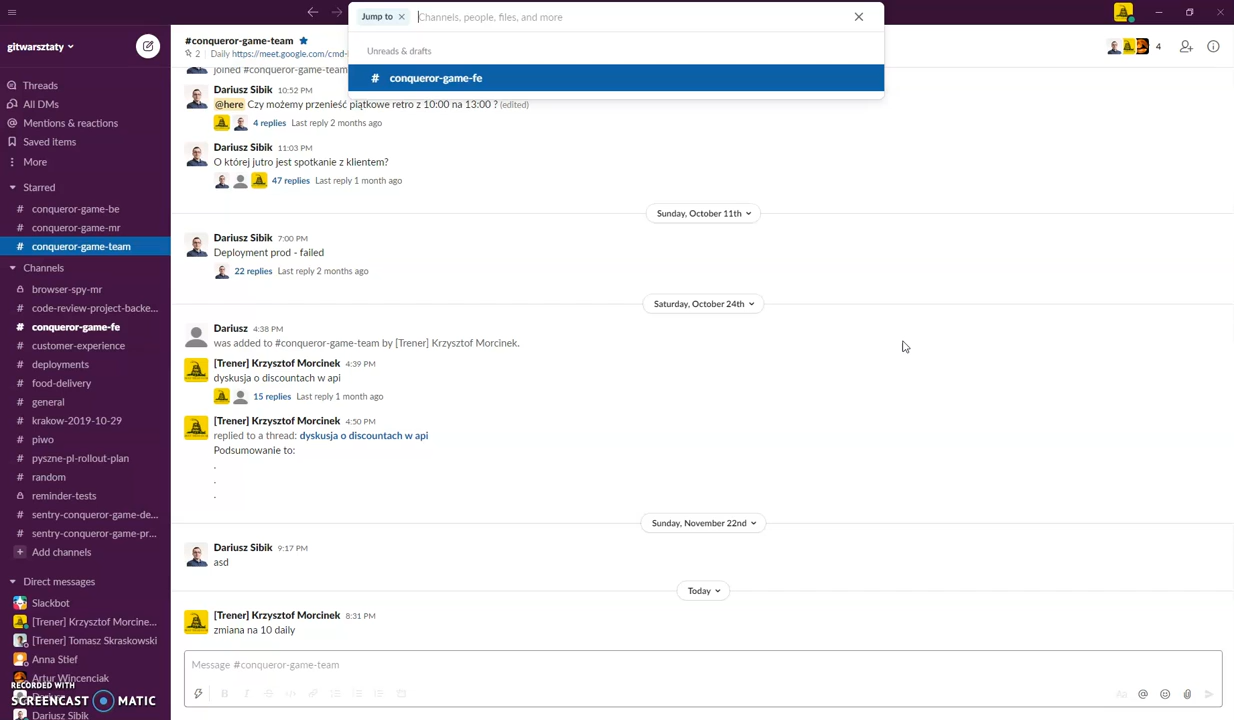 Jump to
Channels, people, files, and more
Unreads & drafts
# conqueror-game-fe
gitwarsztaty
Threads
All DMs
Mentions & reactions
Saved items
More
Starred
# conqueror-game-be
# conqueror-game-mr
# conqueror-game-team
Channels
browser-spy-mr
# code-review-project-backe...
# conqueror-game-fe
# customer-experience
# deployments
# food-delivery
# general
# krakow-2019-10-29
# piwo
# pyszne-pl-rollout-plan
# random
reminder-tests
# sentry-conqueror-game-de...
# sentry-conqueror-game-pr...
+ Add channels
Direct messages
Slackbot
[Trener] Krzysztof Morcine...
[Trener] Tomasz Skraskowski
Anna Stief
Artur Wincenciak
Dariusz Sibik
RECORDED WITH
SCREENCAST MATIC
#conqueror-game-team
2 | Daily https://meet.google.com/cmd-
4
joined #conqueror-game-team
Dariusz Sibik 10:52 PM
@here Czy możemy przenieść piątkowe retro z 10:00 na 13:00 ? (edited)
4 replies Last reply 2 months ago
Dariusz Sibik 11:03 PM
O której jutro jest spotkanie z klientem?
47 replies Last reply 1 month ago
Sunday, October 11th
Dariusz Sibik 7:00 PM
Deployment prod - failed
22 replies Last reply 2 months ago
Saturday, October 24th
Dariusz 4:38 PM
was added to #conqueror-game-team by [Trener] Krzysztof Morcinek.
[Trener] Krzysztof Morcinek 4:39 PM
dyskusja o discountach w api
15 replies Last reply 1 month ago
[Trener] Krzysztof Morcinek 4:50 PM
replied to a thread: dyskusja o discountach w api
Podsumowanie to:
.
.
.
Sunday, November 22nd
Dariusz Sibik 9:17 PM
asd
Today
[Trener] Krzysztof Morcinek 8:31 PM
zmiana na 10 daily
Message #conqueror-game-team
B I S </>
Aa @